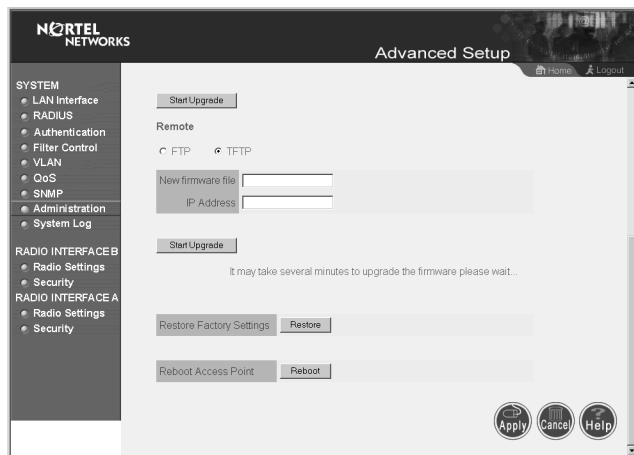 NORTEL
NETWORKS
Advanced Setup
Home Logout
SYSTEM
LAN Interface
RADIUS
Authentication
Filter Control
VLAN
QoS
SNMP
Administration
System Log
RADIO INTERFACE B
Radio Settings
Security
RADIO INTERFACE A
Radio Settings
Security
Start Upgrade
Remote
FTP TFTP
New firmware file
IP Address
Start Upgrade
It may take several minutes to upgrade the firmware please wait...
Restore Factory Settings Restore
Reboot Access Point Reboot
Apply Cancel Help